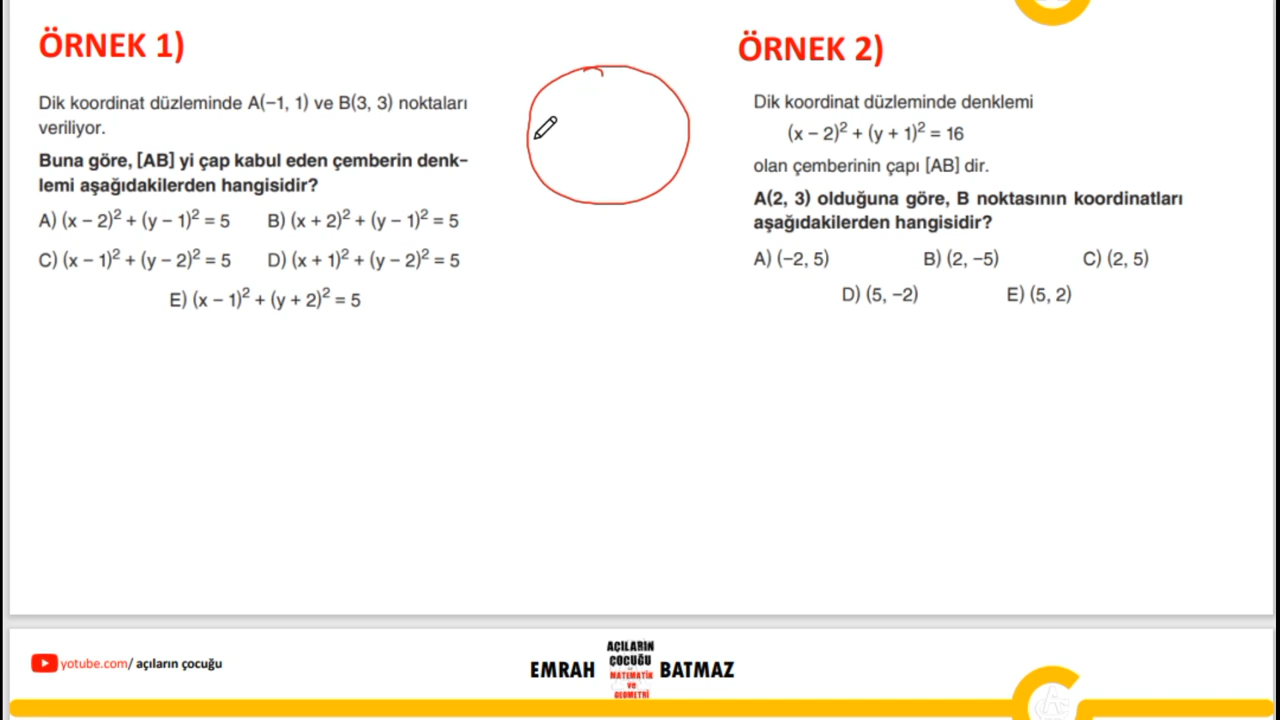 ÖRNEK 1)
Dik koordinat düzleminde A(−1, 1) ve B(3, 3) noktaları
veriliyor.
Buna göre, [AB] yi çap kabul eden çemberin denk-
lemi aşağıdakilerden hangisidir?
A) (x − 2)² + (y − 1)² = 5 B) (x + 2)² + (y − 1)² = 5
C) (x − 1)² + (y − 2)² = 5 D) (x + 1)² + (y − 2)² = 5
E) (x − 1)² + (y + 2)² = 5
ÖRNEK 2)
Dik koordinat düzleminde denklemi
(x − 2)² + (y + 1)² = 16
olan çemberinin çapı [AB] dir.
A(2, 3) olduğuna göre, B noktasının koordinatları
aşağıdakilerden hangisidir?
A) (−2, 5) B) (2, −5) C) (2, 5)
D) (5, −2) E) (5, 2)
yotube.com/ açıların çocuğu
EMRAH
AÇILARIN
ÇOCUĞU
MATEMATİK
ve
GEOMETRİ
BATMAZ